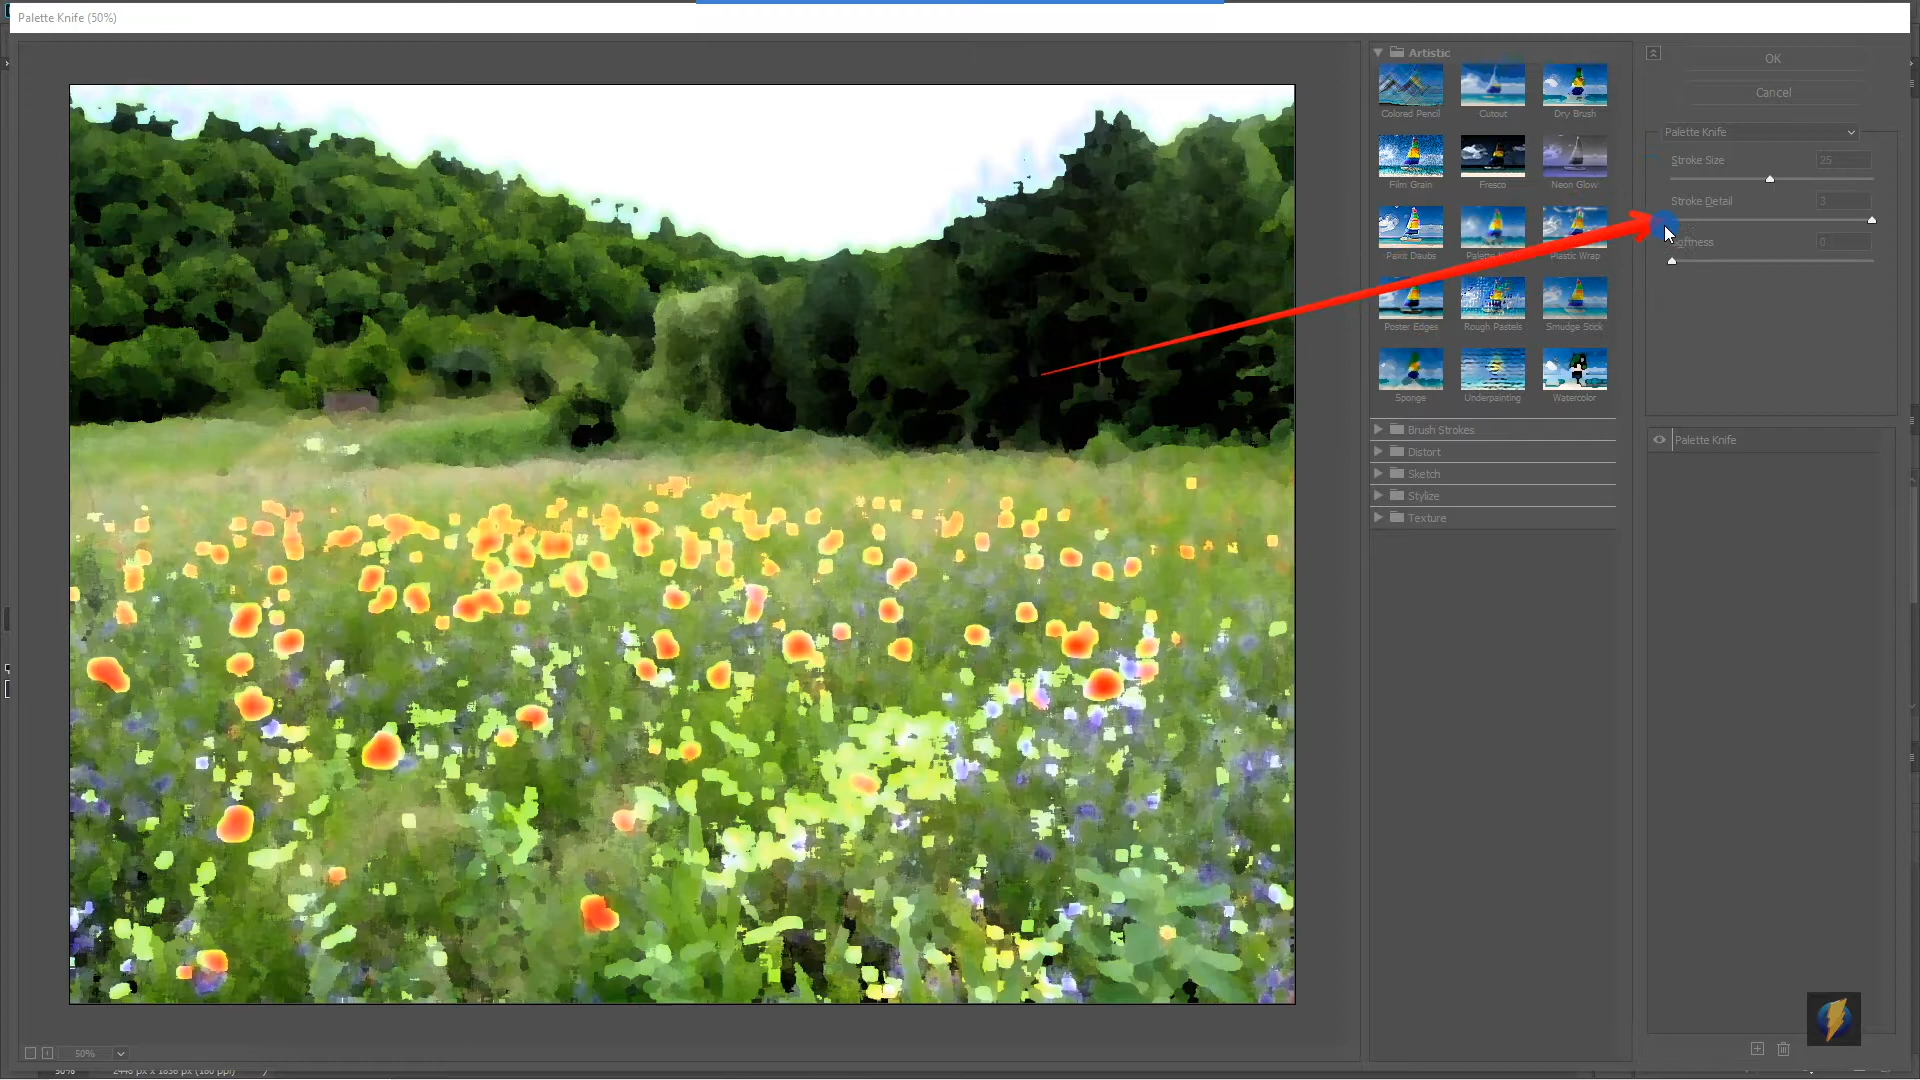 Palette Knife (50%)
Artistic
Colored Pencil
Cutout
Dry Brush
Film Grain
Fresco
Neon Glow
Paint Daubs
Plastic Wrap
Poster Edges
Rough Pastels
Smudge Stick
Sponge
Underpainting
Watercolor
Brush Strokes
Distort
Sketch
Stylize
Texture
OK
Cancel
Palette Knife
Stroke Size 25
Stroke Detail 3
0
Palette Knife
50%
50%